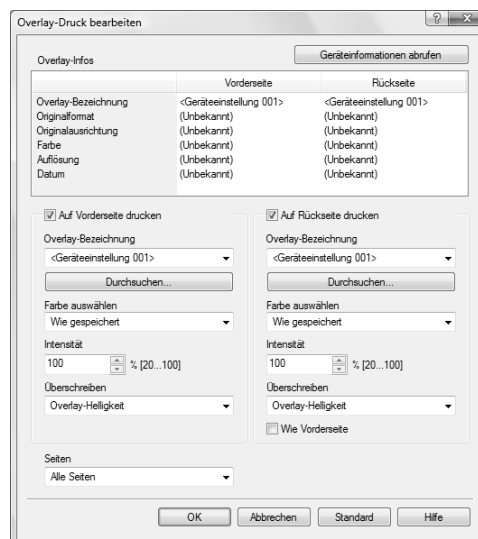 Overlay-Druck bearbeiten
Overlay-Infos
Geräteinformationen abrufen
Vorderseite Rückseite
Overlay-Bezeichnung <Geräteeinstellung 001> <Geräteeinstellung 001>
Originalformat (Unbekannt) (Unbekannt)
Originalausrichtung (Unbekannt) (Unbekannt)
Farbe (Unbekannt) (Unbekannt)
Auflösung (Unbekannt) (Unbekannt)
Datum (Unbekannt) (Unbekannt)
Auf Vorderseite drucken
Overlay-Bezeichnung
<Geräteeinstellung 001>
Durchsuchen...
Farbe auswählen
Wie gespeichert
Intensität
100 % [20...100]
Überschreiben
Overlay-Helligkeit
Auf Rückseite drucken
Overlay-Bezeichnung
<Geräteeinstellung 001>
Durchsuchen...
Farbe auswählen
Wie gespeichert
Intensität
100 % [20...100]
Überschreiben
Overlay-Helligkeit
Wie Vorderseite
Seiten
Alle Seiten
OK Abbrechen Standard Hilfe